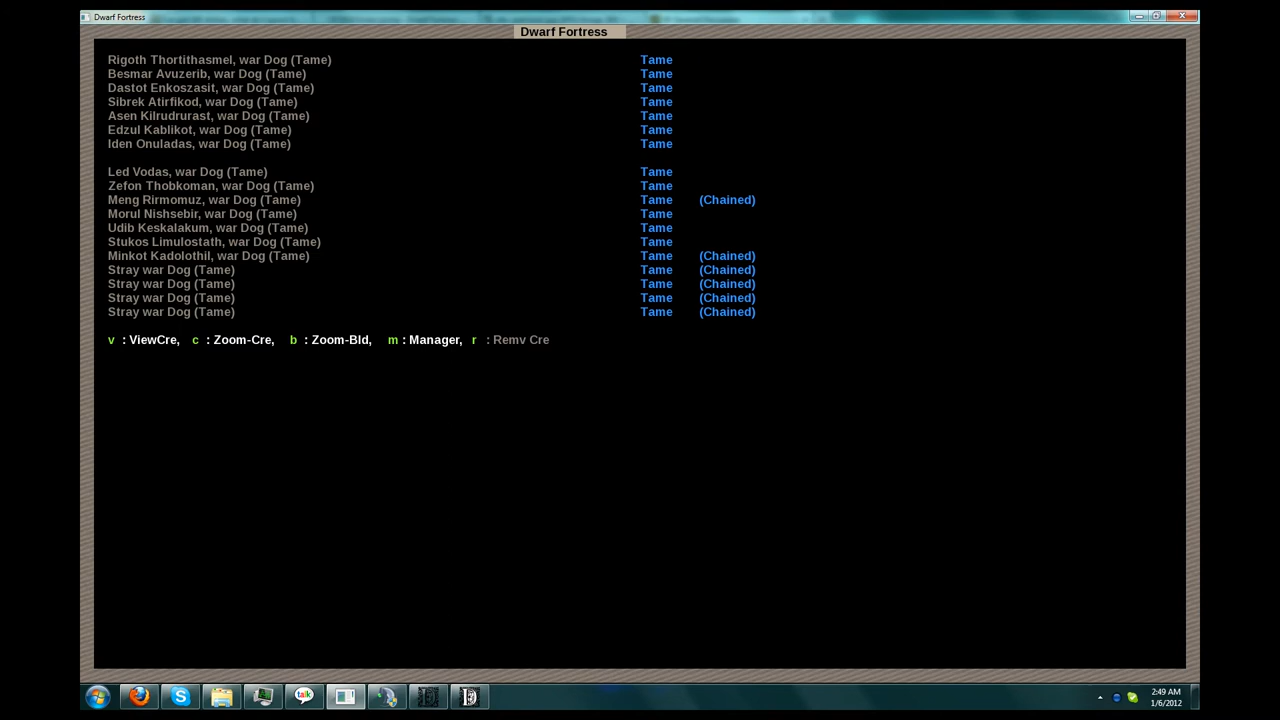 Dwarf Fortress
Dwarf Fortress
Rigoth Thortithasmel, war Dog (Tame) Tame
Besmar Avuzerib, war Dog (Tame) Tame
Dastot Enkoszasit, war Dog (Tame) Tame
Sibrek Atirfikod, war Dog (Tame) Tame
Asen Kilrudrurast, war Dog (Tame) Tame
Edzul Kablikot, war Dog (Tame) Tame
Iden Onuladas, war Dog (Tame) Tame
Led Vodas, war Dog (Tame) Tame
Zefon Thobkoman, war Dog (Tame) Tame
Meng Rirmomuz, war Dog (Tame) Tame (Chained)
Morul Nishsebir, war Dog (Tame) Tame
Udib Keskalakum, war Dog (Tame) Tame
Stukos Limulostath, war Dog (Tame) Tame
Minkot Kadolothil, war Dog (Tame) Tame (Chained)
Stray war Dog (Tame) Tame (Chained)
Stray war Dog (Tame) Tame (Chained)
Stray war Dog (Tame) Tame (Chained)
Stray war Dog (Tame) Tame (Chained)
v : ViewCre, c : Zoom-Cre, b : Zoom-Bld, m : Manager, r : Remv Cre
talk
2:49 AM
1/6/2012